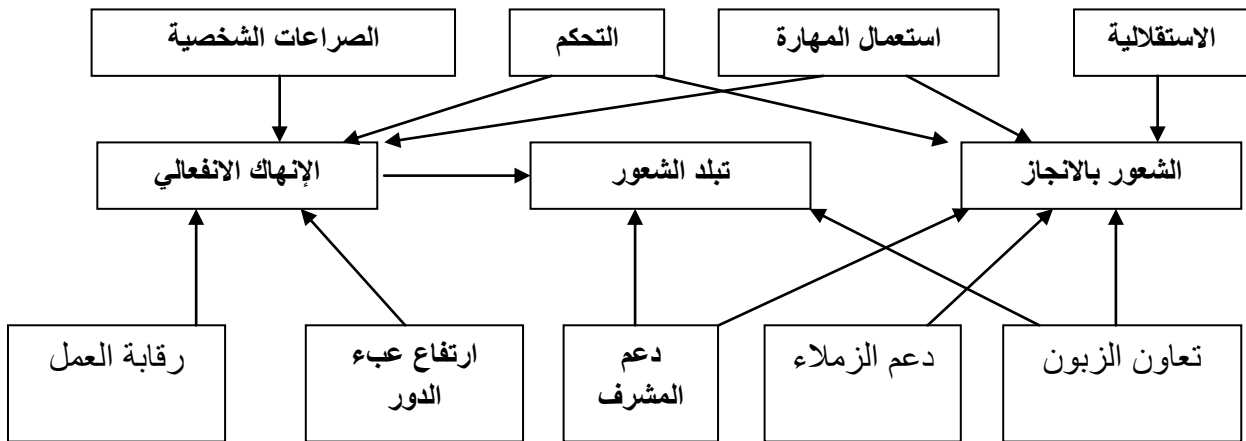 الاستقلالية
استعمال المهارة
التحكم
الصراعات الشخصية
الشعور بالانجاز
تبلد الشعور
الإنهاك الانفعالي
تعاون الزبون
دعم الزملاء
دعم
المشرف
ارتفاع عبء
الدور
رقابة العمل